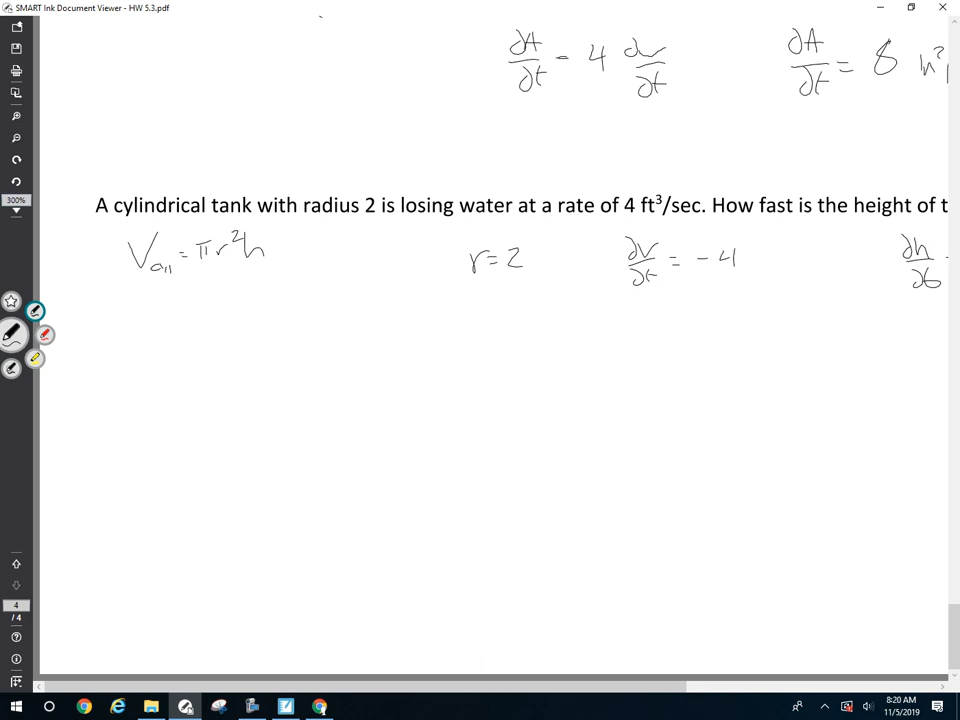 SMART Ink Document Viewer - HW 5.3.pdf
∂A/∂t = 4 ∂w/∂t    ∂A/∂t = 8 in²/
300%
A cylindrical tank with radius 2 is losing water at a rate of 4 ft³/sec. How fast is the height of t
V = πr²h    r = 2    ∂V/∂t = - 4    ∂h/∂t
4
/ 4
8:20 AM
11/5/2019